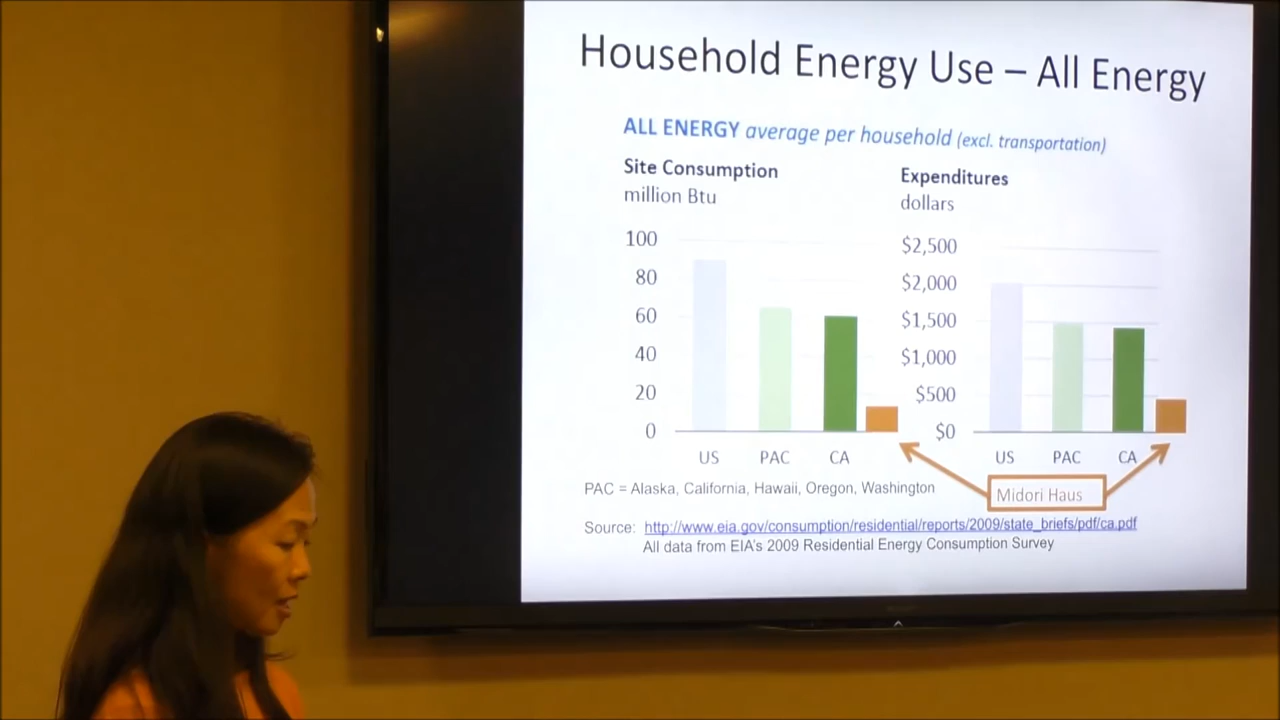 Household Energy Use – All Energy
ALL ENERGY average per household (excl. transportation)
Site Consumption
million Btu
100
80
60
40
20
0
US PAC CA
Expenditures
dollars
$2,500
$2,000
$1,500
$1,000
$500
$0
US PAC CA
Midori Haus
PAC = Alaska, California, Hawaii, Oregon, Washington
Source: http://www.eia.gov/consumption/residential/reports/2009/state_briefs/pdf/ca.pdf
All data from EIA's 2009 Residential Energy Consumption Survey